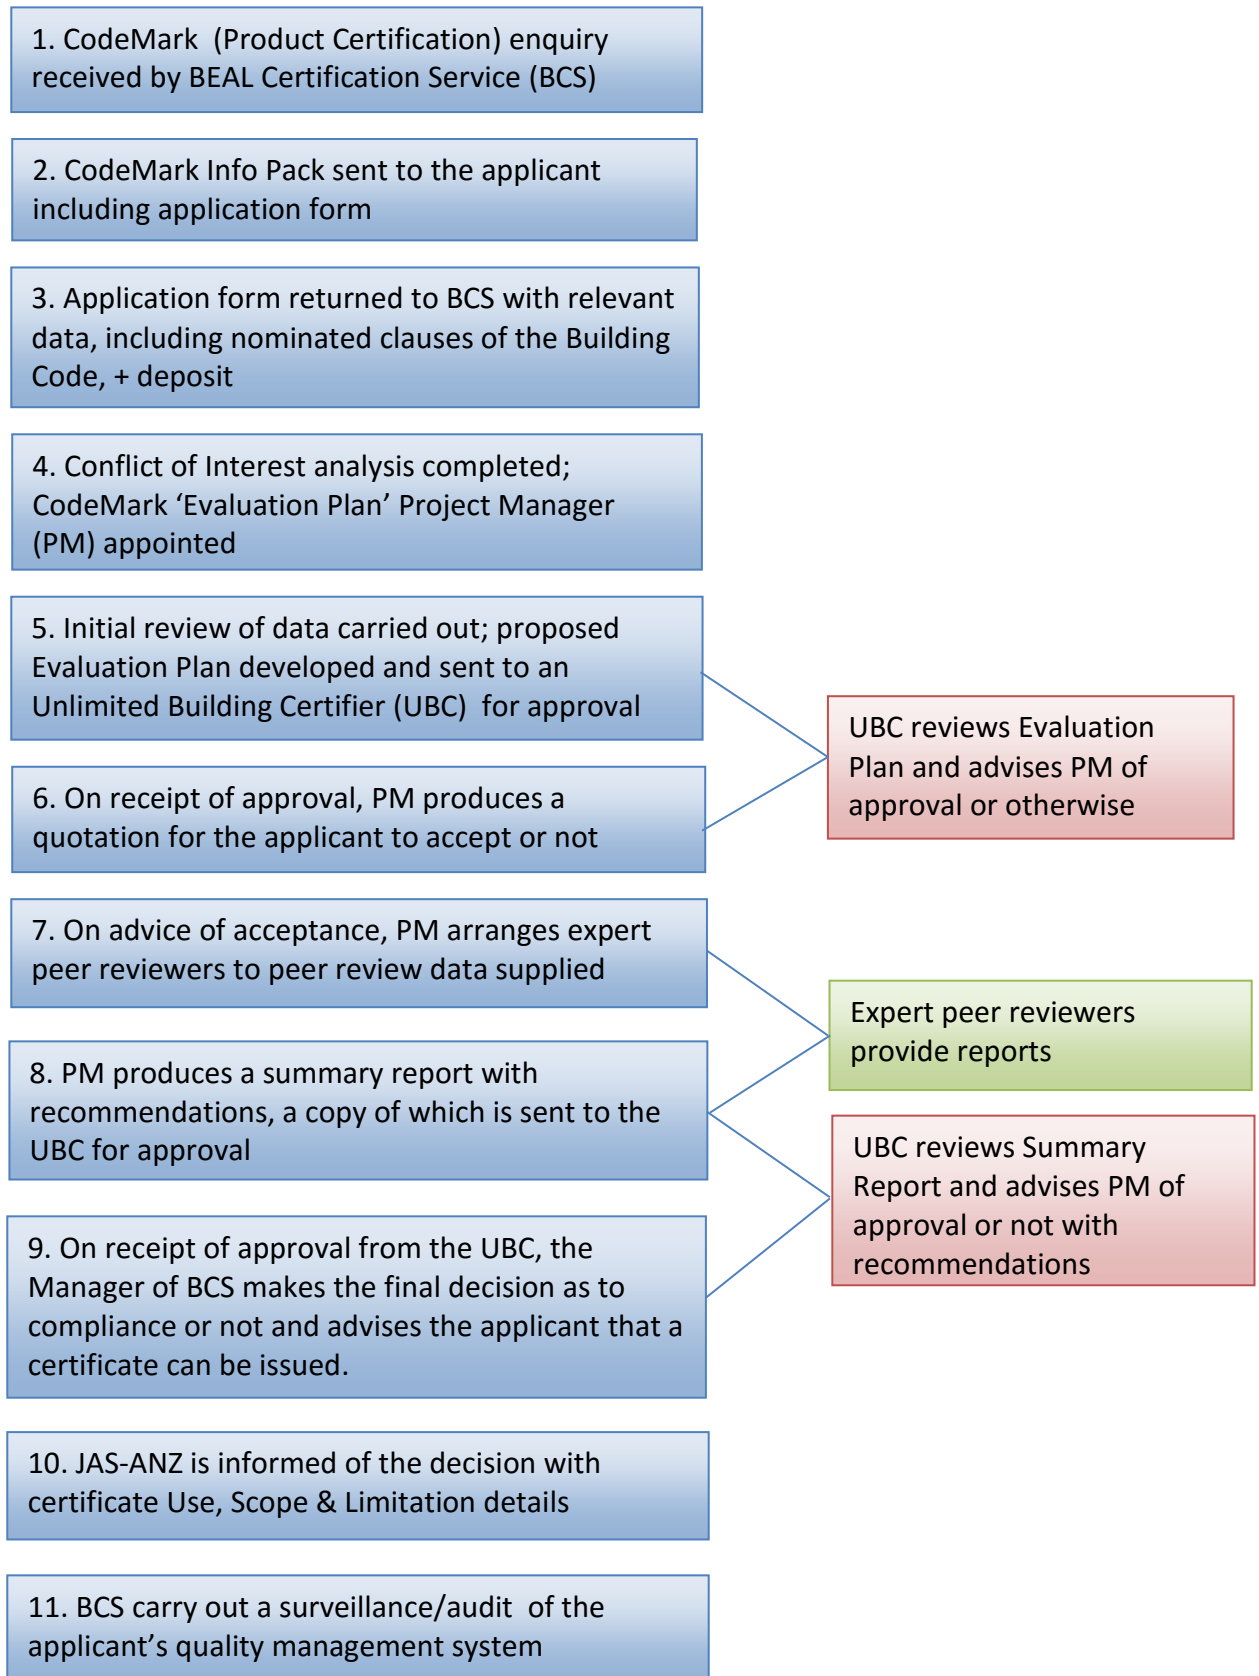 1. CodeMark  (Product Certification) enquiry
received by BEAL Certification Service (BCS)
2. CodeMark Info Pack sent to the applicant
including application form
3. Application form returned to BCS with relevant
data, including nominated clauses of the Building
Code, + deposit
4. Conflict of Interest analysis completed;
CodeMark ‘Evaluation Plan’ Project Manager
(PM) appointed
5. Initial review of data carried out; proposed
Evaluation Plan developed and sent to an
Unlimited Building Certifier (UBC)  for approval
UBC reviews Evaluation
Plan and advises PM of
approval or otherwise
6. On receipt of approval, PM produces a
quotation for the applicant to accept or not
7. On advice of acceptance, PM arranges expert
peer reviewers to peer review data supplied
Expert peer reviewers
provide reports
8. PM produces a summary report with
recommendations, a copy of which is sent to the
UBC for approval
UBC reviews Summary
Report and advises PM of
approval or not with
recommendations
9. On receipt of approval from the UBC, the
Manager of BCS makes the final decision as to
compliance or not and advises the applicant that a
certificate can be issued.
10. JAS-ANZ is informed of the decision with
certificate Use, Scope & Limitation details
11. BCS carry out a surveillance/audit  of the
applicant’s quality management system